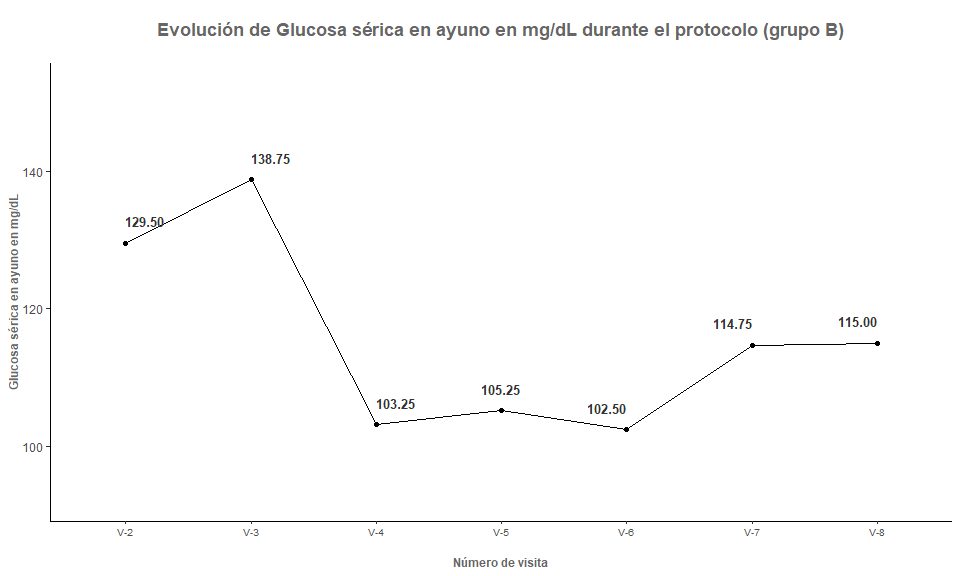 Evolución de Glucosa sérica en ayuno en mg/dL durante el protocolo (grupo B)
Glucosa sérica en ayuno en mg/dL
140
120
100
129.50
138.75
103.25
105.25
102.50
114.75
115.00
V-2
V-3
V-4
V-5
V-6
V-7
V-8
Número de visita